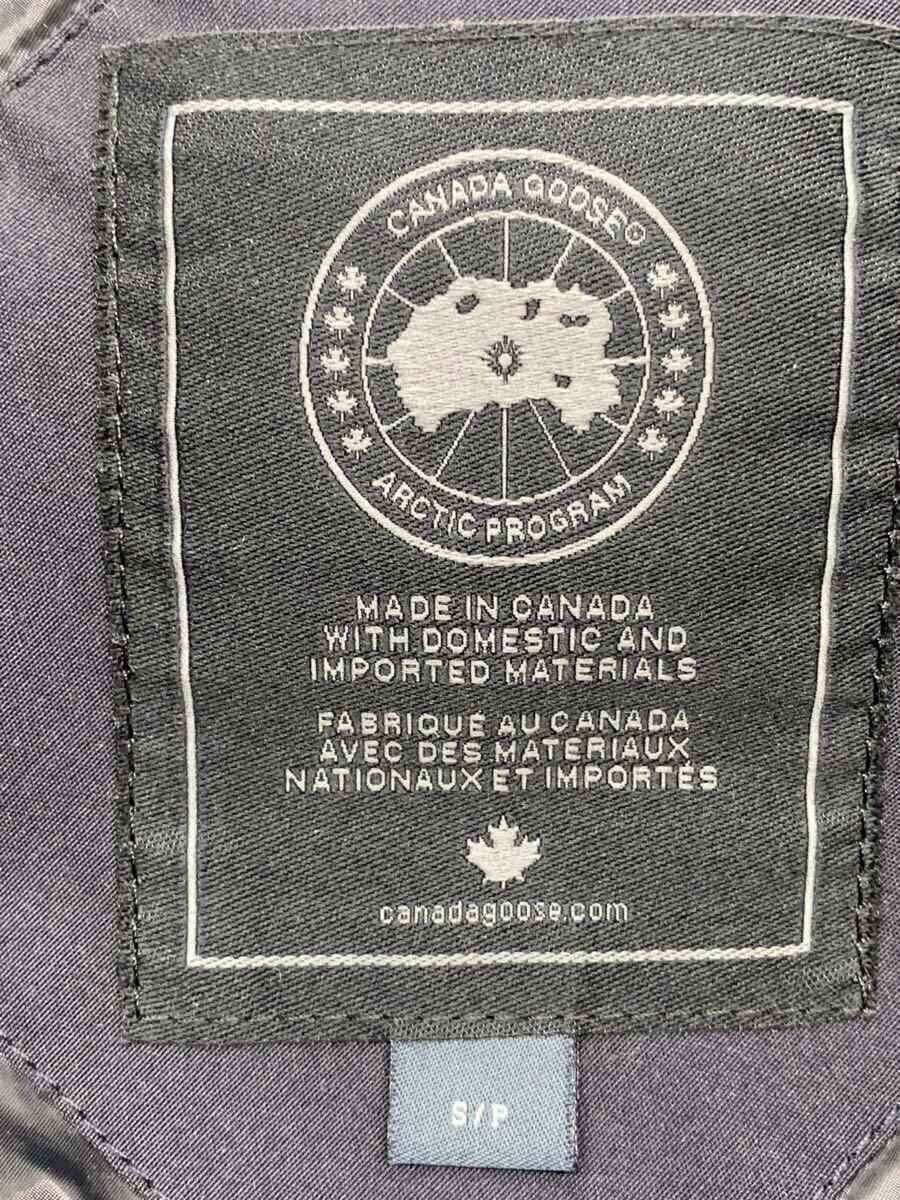 CANADA GOOSE©
ARCTIC PROGRAM
MADE IN CANADA
WITH DOMESTIC AND
IMPORTED MATERIALS
FABRIQUÉ AU CANADA
AVEC DES MATERIAUX
NATIONAUX ET IMPORTÉS
canadagoose.com
S/P